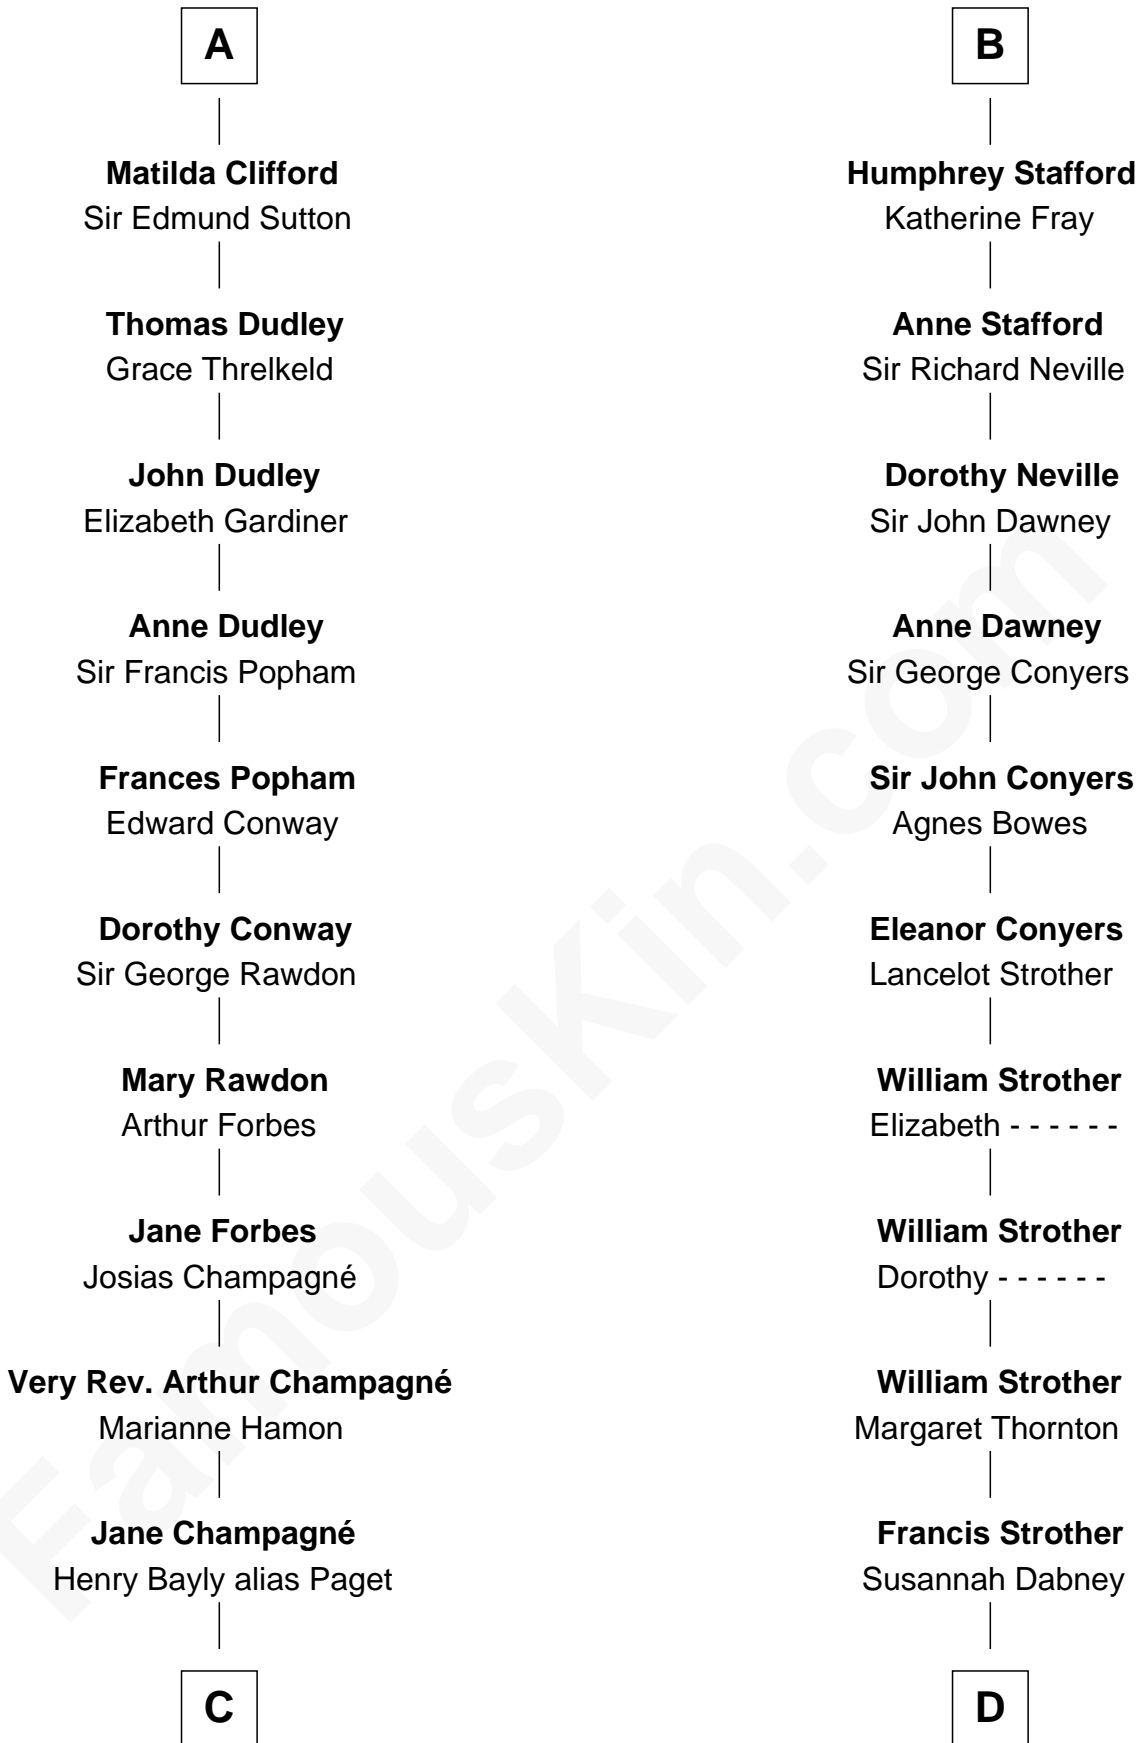 A
Matilda Clifford
Sir Edmund Sutton
Thomas Dudley
Grace Threlkeld
John Dudley
Elizabeth Gardiner
Anne Dudley
Sir Francis Popham
Frances Popham
Edward Conway
Dorothy Conway
Sir George Rawdon
Mary Rawdon
Arthur Forbes
Jane Forbes
Josias Champagné
Very Rev. Arthur Champagné
Marianne Hamon
Jane Champagné
Henry Bayly alias Paget
C
B
Humphrey Stafford
Katherine Fray
Anne Stafford
Sir Richard Neville
Dorothy Neville
Sir John Dawney
Anne Dawney
Sir George Conyers
Sir John Conyers
Agnes Bowes
Eleanor Conyers
Lancelot Strother
William Strother
Elizabeth - - - - - -
William Strother
Dorothy - - - - - -
William Strother
Margaret Thornton
Francis Strother
Susannah Dabney
D
FamousKin.com